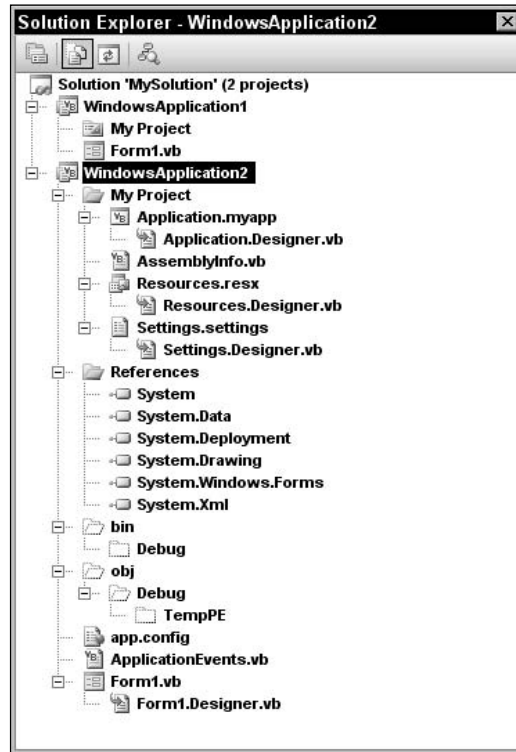 Solution Explorer - WindowsApplication2
Solution 'MySolution' (2 projects)
WindowsApplication1
My Project
Form1.vb
WindowsApplication2
My Project
Application.myapp
Application.Designer.vb
AssemblyInfo.vb
Resources.resx
Resources.Designer.vb
Settings.settings
Settings.Designer.vb
References
System
System.Data
System.Deployment
System.Drawing
System.Windows.Forms
System.Xml
bin
Debug
obj
Debug
TempPE
app.config
ApplicationEvents.vb
Form1.vb
Form1.Designer.vb